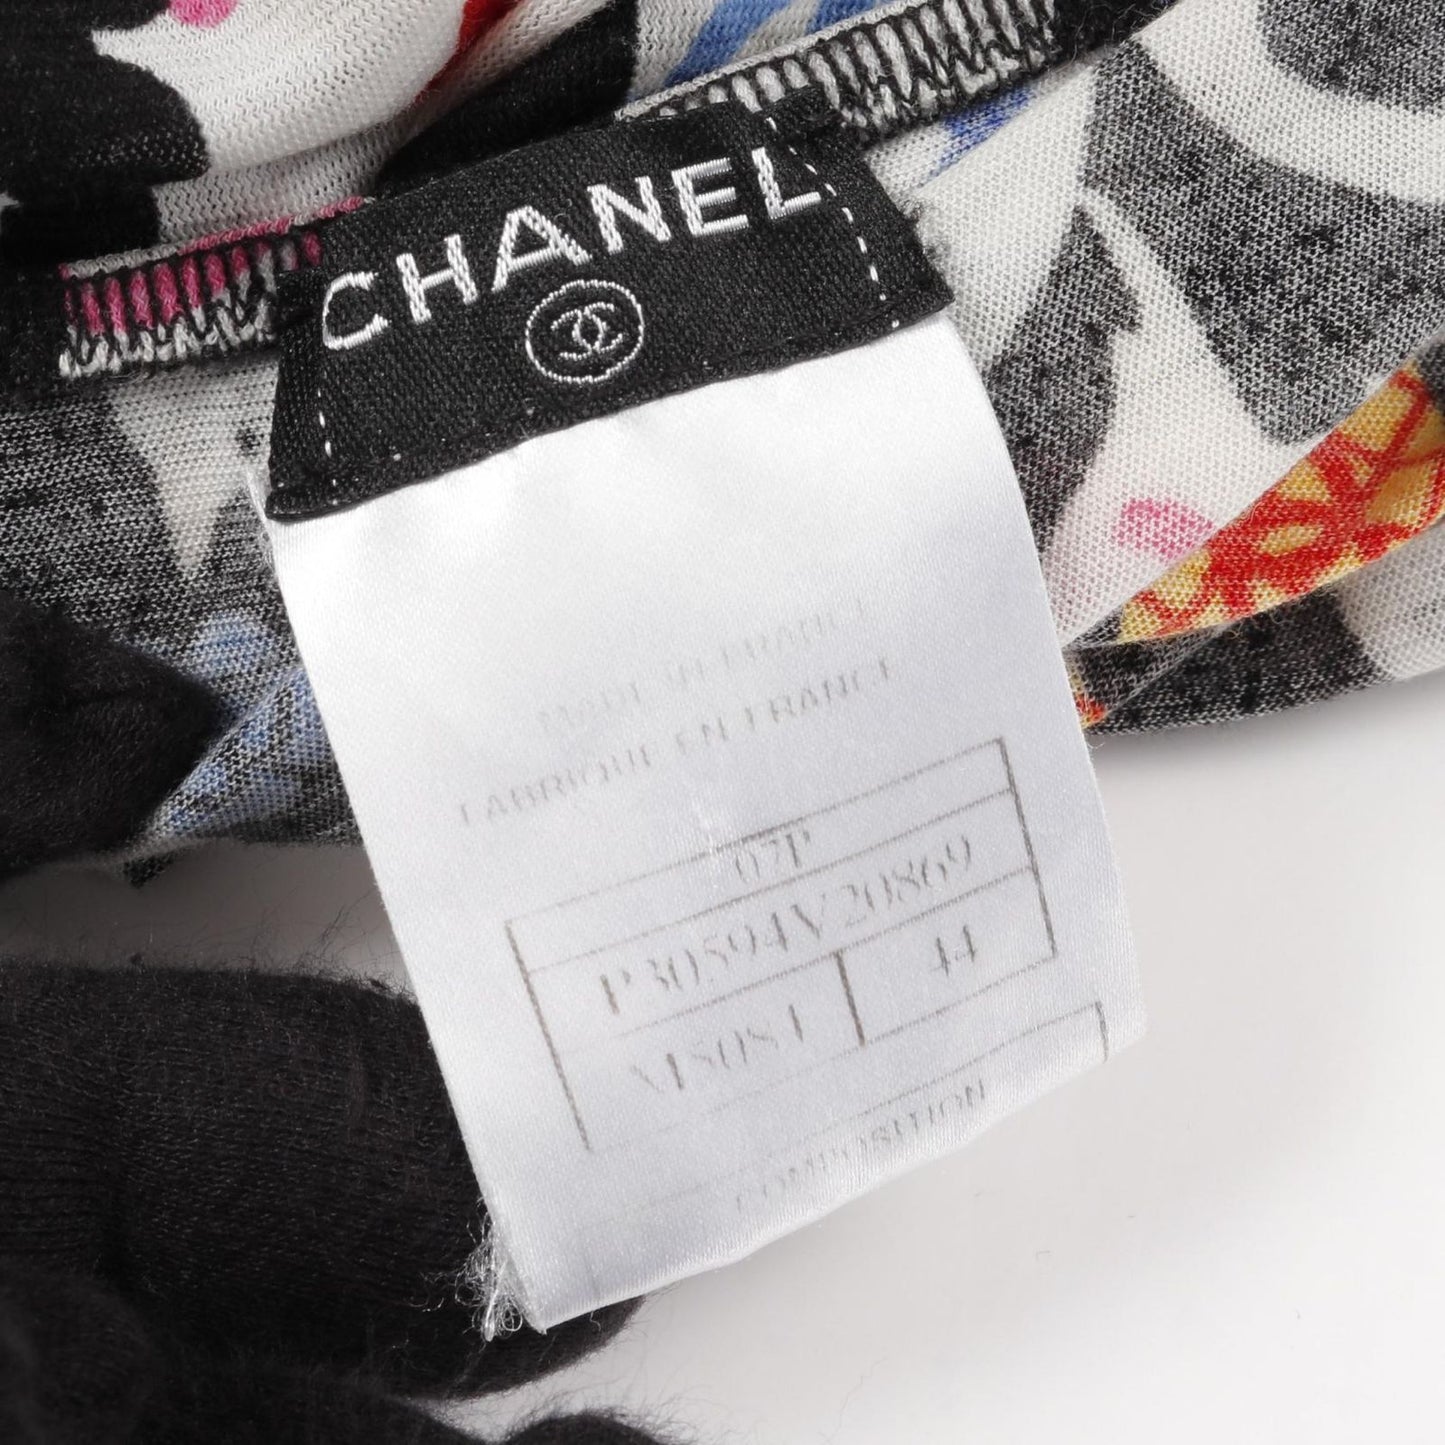 CHANEL
MADE IN FRANCE
FABRIQUE EN FRANCE
07P
P30594V20869
44
COMPOSITION